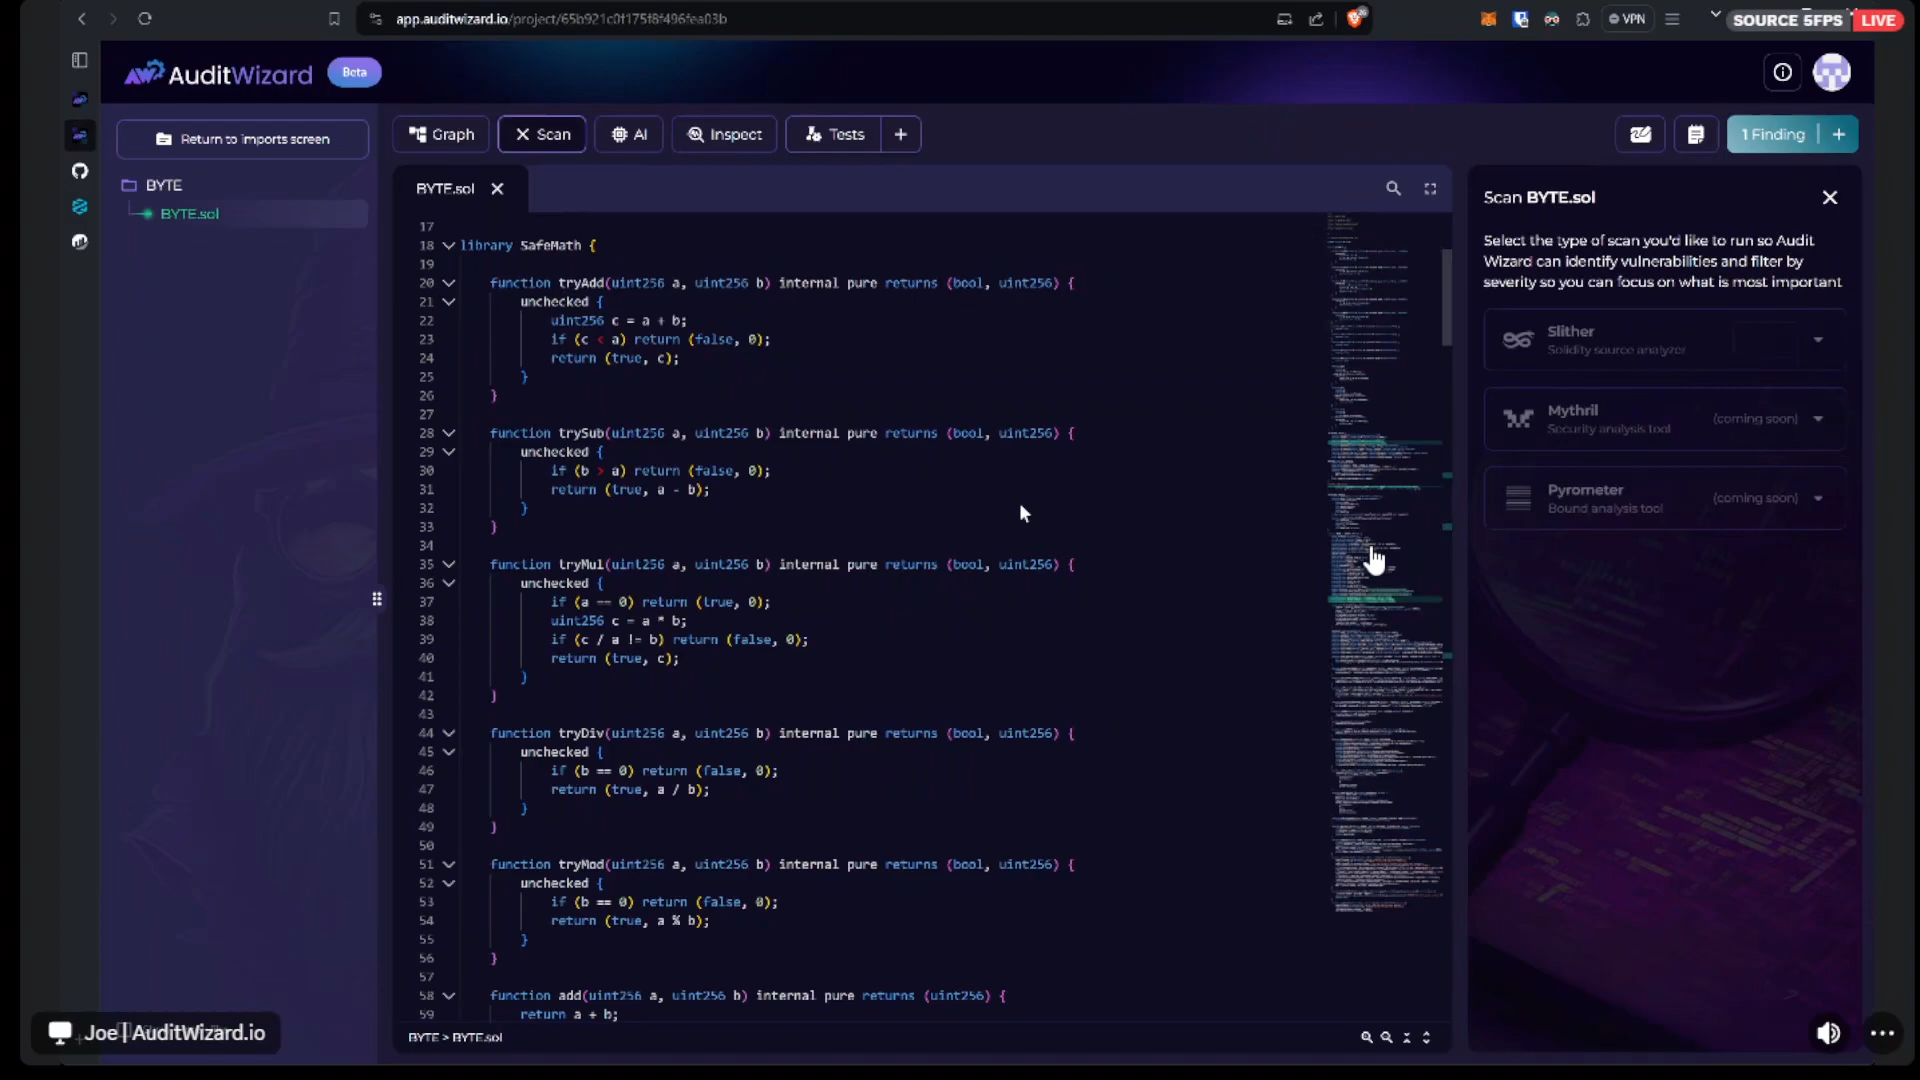 app.auditwizard.io/project/65b921c0f175f8f496fea03b
VPN
SOURCE 5FPS
LIVE
AuditWizard
Beta
Return to imports screen
Graph
Scan
AI
Inspect
Tests
1 Finding
BYTE
BYTE.sol
BYTE.sol
Scan BYTE.sol
Select the type of scan you'd like to run so Audit
Wizard can identify vulnerabilities and filter by
severity so you can focus on what is most important
Slither
Solidity source analyzer
Mythril
Security analysis tool
(coming soon)
Pyrometer
Bound analysis tool
(coming soon)
17
18 library SafeMath {
19
20 function tryAdd(uint256 a, uint256 b) internal pure returns (bool, uint256) {
21 unchecked {
22 uint256 c = a + b;
23 if (c < a) return (false, 0);
24 return (true, c);
25 }
26 }
27
28 function trySub(uint256 a, uint256 b) internal pure returns (bool, uint256) {
29 unchecked {
30 if (b > a) return (false, 0);
31 return (true, a - b);
32 }
33 }
34
35 function tryMul(uint256 a, uint256 b) internal pure returns (bool, uint256) {
36 unchecked {
37 if (a == 0) return (true, 0);
38 uint256 c = a * b;
39 if (c / a != b) return (false, 0);
40 return (true, c);
41 }
42 }
43
44 function tryDiv(uint256 a, uint256 b) internal pure returns (bool, uint256) {
45 unchecked {
46 if (b == 0) return (false, 0);
47 return (true, a / b);
48 }
49 }
50
51 function tryMod(uint256 a, uint256 b) internal pure returns (bool, uint256) {
52 unchecked {
53 if (b == 0) return (false, 0);
54 return (true, a % b);
55 }
56 }
57
58 function add(uint256 a, uint256 b) internal pure returns (uint256) {
59 return a + b;
BYTE > BYTE.sol
Joe | AuditWizard.io